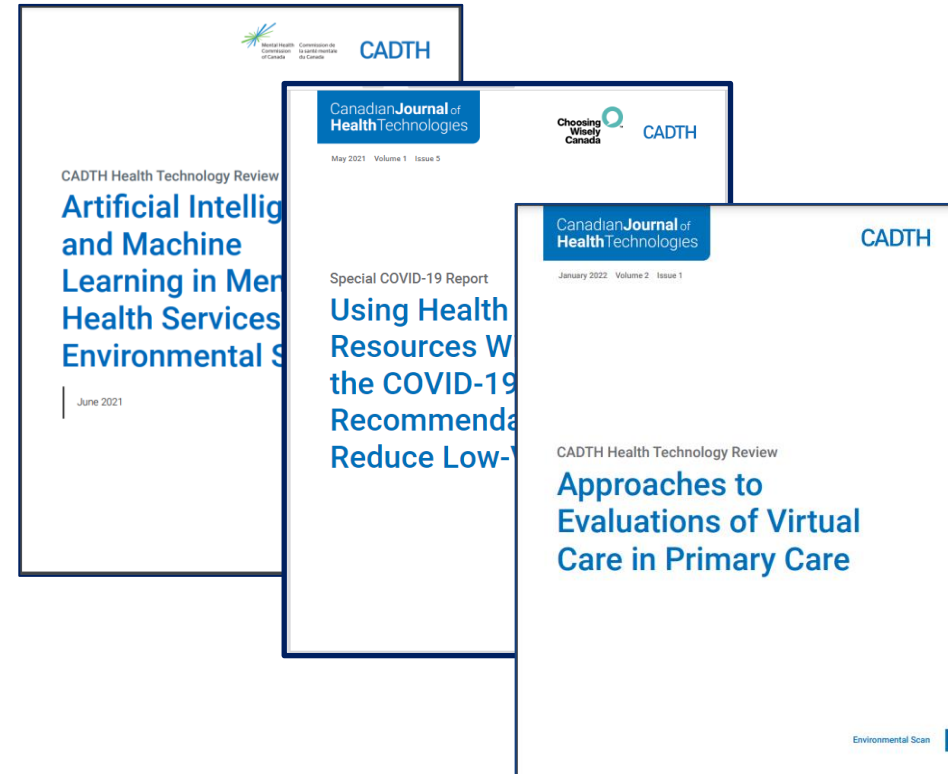 Mental Health Commission de
Commission la santé mentale
of Canada du Canada
CADTH
CADTH Health Technology Review
Artificial Intellig
and Machine
Learning in Men
Health Services
Environmental S
June 2021
Canadian Journal of
Health Technologies
May 2021 Volume 1 Issue 5
Choosing
Wisely
Canada
CADTH
Special COVID-19 Report
Using Health
Resources W
the COVID-19
Recommenda
Reduce Low-
Canadian Journal of
Health Technologies
January 2022 Volume 2 Issue 1
CADTH
CADTH Health Technology Review
Approaches to
Evaluations of Virtual
Care in Primary Care
Environmental Scan